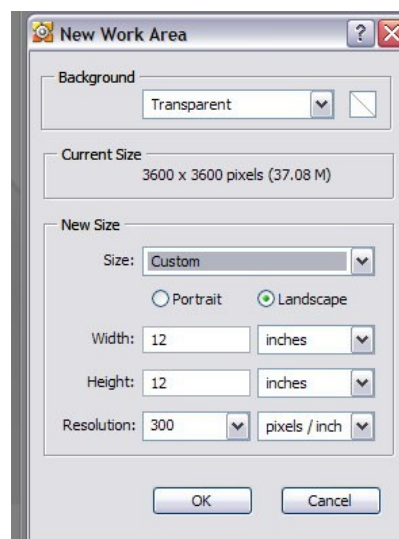 New Work Area
Background
Transparent
Current Size
3600 x 3600 pixels (37.08 M)
New Size
Size: Custom
Portrait Landscape
Width: 12 inches
Height: 12 inches
Resolution: 300 pixels / inch
OK Cancel